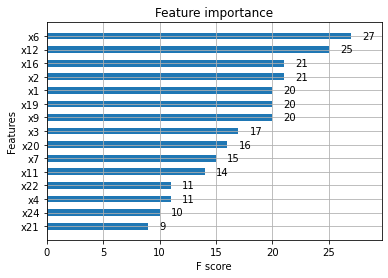 Feature importance
x6 27
x12 25
x16 21
x2 21
x1 20
x19 20
x9 20
x3 17
x20 16
x7 15
x11 14
x22 11
x4 11
x24 10
x21 9
Features
0 5 10 15 20 25
F score